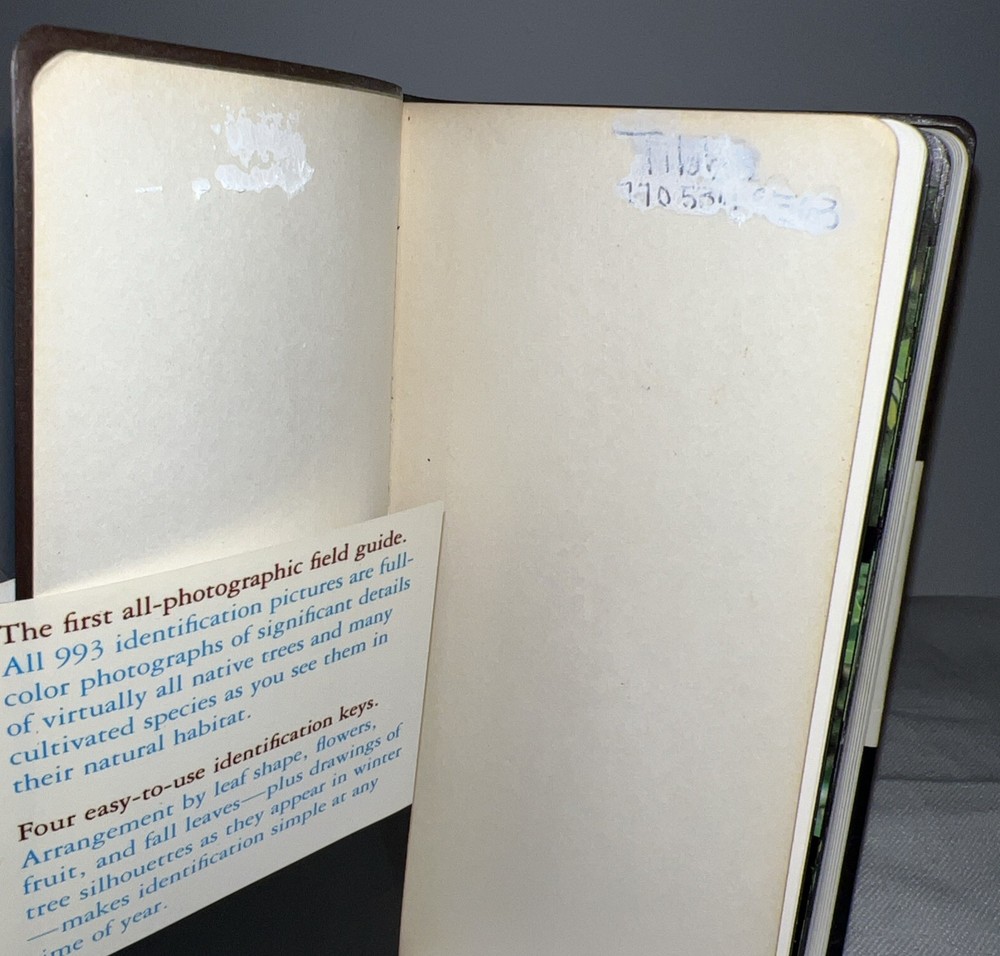 The first all-photographic field guide.
All 993 identification pictures are full-
color photographs of significant details
of virtually all native trees and many
cultivated species as you see them in
their natural habitat.
Four easy-to-use identification keys.
Arrangement by leaf shape, flowers,
fruit, and fall leaves—plus drawings of
tree silhouettes as they appear in winter
—makes identification simple at any
ime of year.